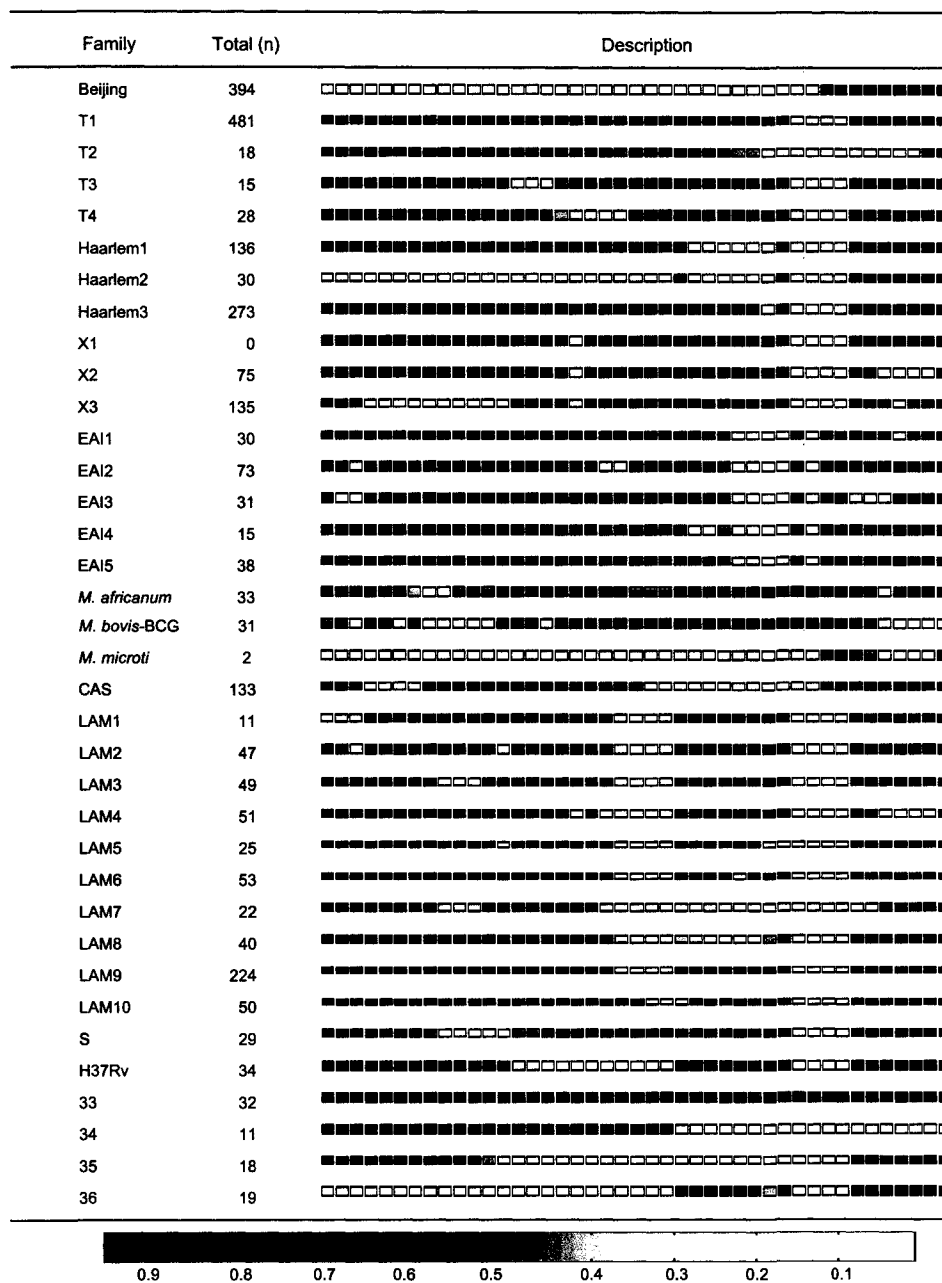 Family Total (n) Description
Beijing 394
T1 481
T2 18
T3 15
T4 28
Haarlem1 136
Haarlem2 30
Haarlem3 273
X1 0
X2 75
X3 135
EAI1 30
EAI2 73
EAI3 31
EAI4 15
EAI5 38
M. africanum 33
M. bovis-BCG 31
M. microti 2
CAS 133
LAM1 11
LAM2 47
LAM3 49
LAM4 51
LAM5 25
LAM6 53
LAM7 22
LAM8 40
LAM9 224
LAM10 50
S 29
H37Rv 34
33 32
34 11
35 18
36 19
0.9 0.8 0.7 0.6 0.5 0.4 0.3 0.2 0.1